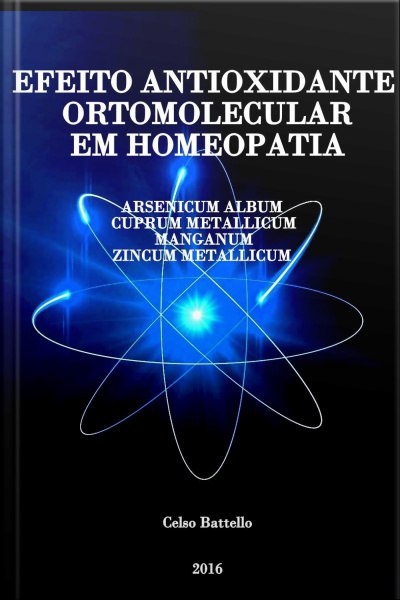 EFEITO ANTIOXIDANTE
ORTOMOLECULAR
EM HOMEOPATIA
ARSENICUM ALBUM
CUPRUM METALLICUM
MANGANUM
ZINCUM METALLICUM
Celso Battello
2016